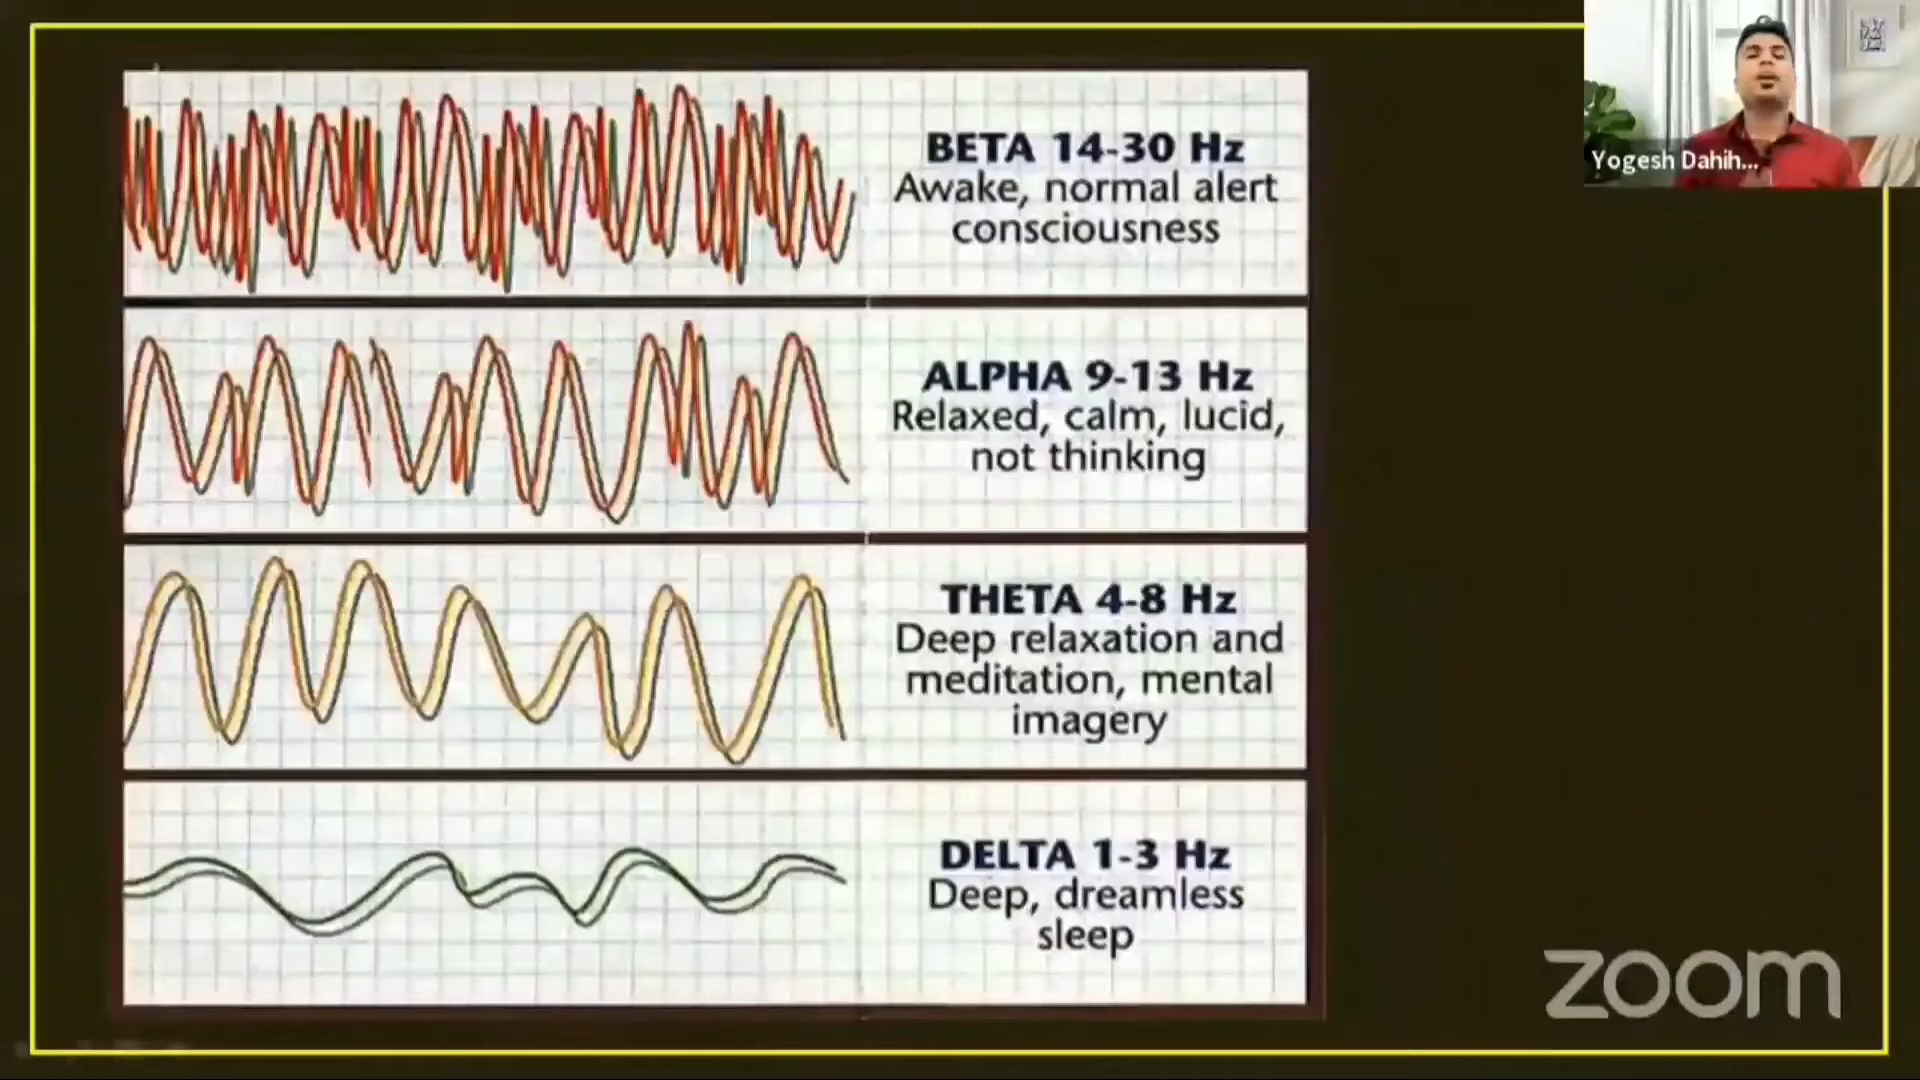 BETA 14-30 Hz
Awake, normal alert
consciousness
ALPHA 9-13 Hz
Relaxed, calm, lucid,
not thinking
THETA 4-8 Hz
Deep relaxation and
meditation, mental
imagery
DELTA 1-3 Hz
Deep, dreamless
sleep
Yogesh Dahih...
zoom